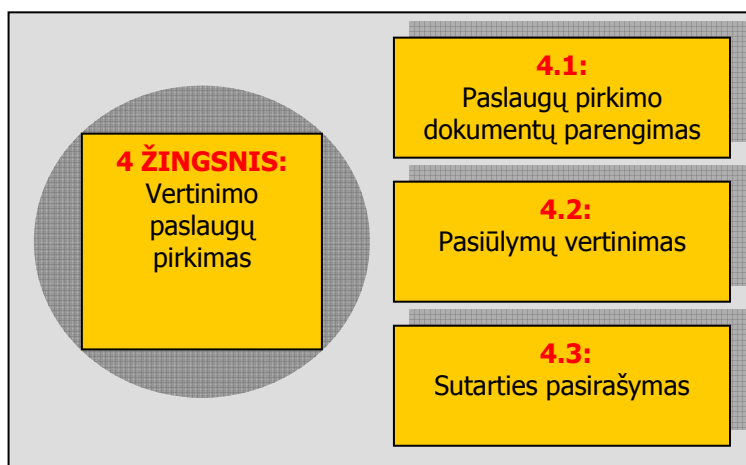 4 ŽINGSNIS:
Vertinimo
paslaugų
pirkimas
4.1:
Paslaugų pirkimo
dokumentų parengimas
4.2:
Pasiūlymų vertinimas
4.3:
Sutarties pasirašymas